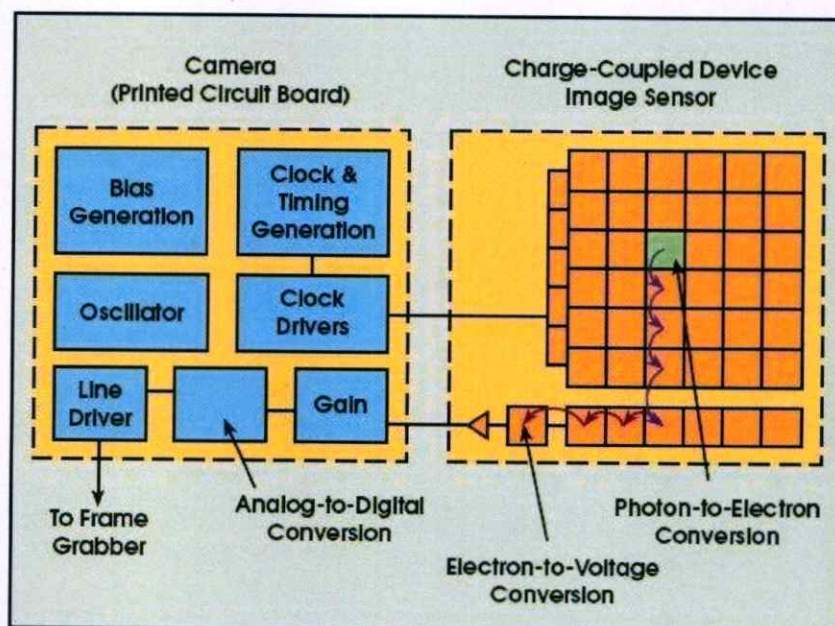 Camera
(Printed Circuit Board)
Charge-Coupled Device
Image Sensor
Bias
Generation
Clock &
Timing
Generation
Oscillator
Clock
Drivers
Line
Driver
Gain
To Frame
Grabber
Analog-to-Digital
Conversion
Electron-to-Voltage
Conversion
Photon-to-Electron
Conversion